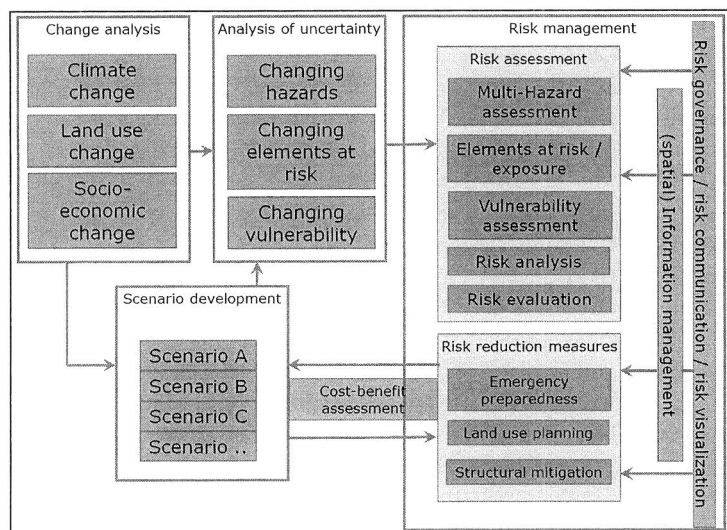 Change analysis
Climate
change
Land use
change
Socio-
economic
change
Analysis of uncertainty
Changing
hazards
Changing
elements at
risk
Changing
vulnerability
Scenario development
Scenario A
Scenario B
Scenario C
Scenario ..
Cost-benefit
assessment
Risk management
Risk assessment
Multi-Hazard
assessment
Elements at risk /
exposure
Vulnerability
assessment
Risk analysis
Risk evaluation
Risk reduction measures
Emergency
preparedness
Land use planning
Structural mitigation
(spatial) Information management
Risk governance / risk communication / risk visualization